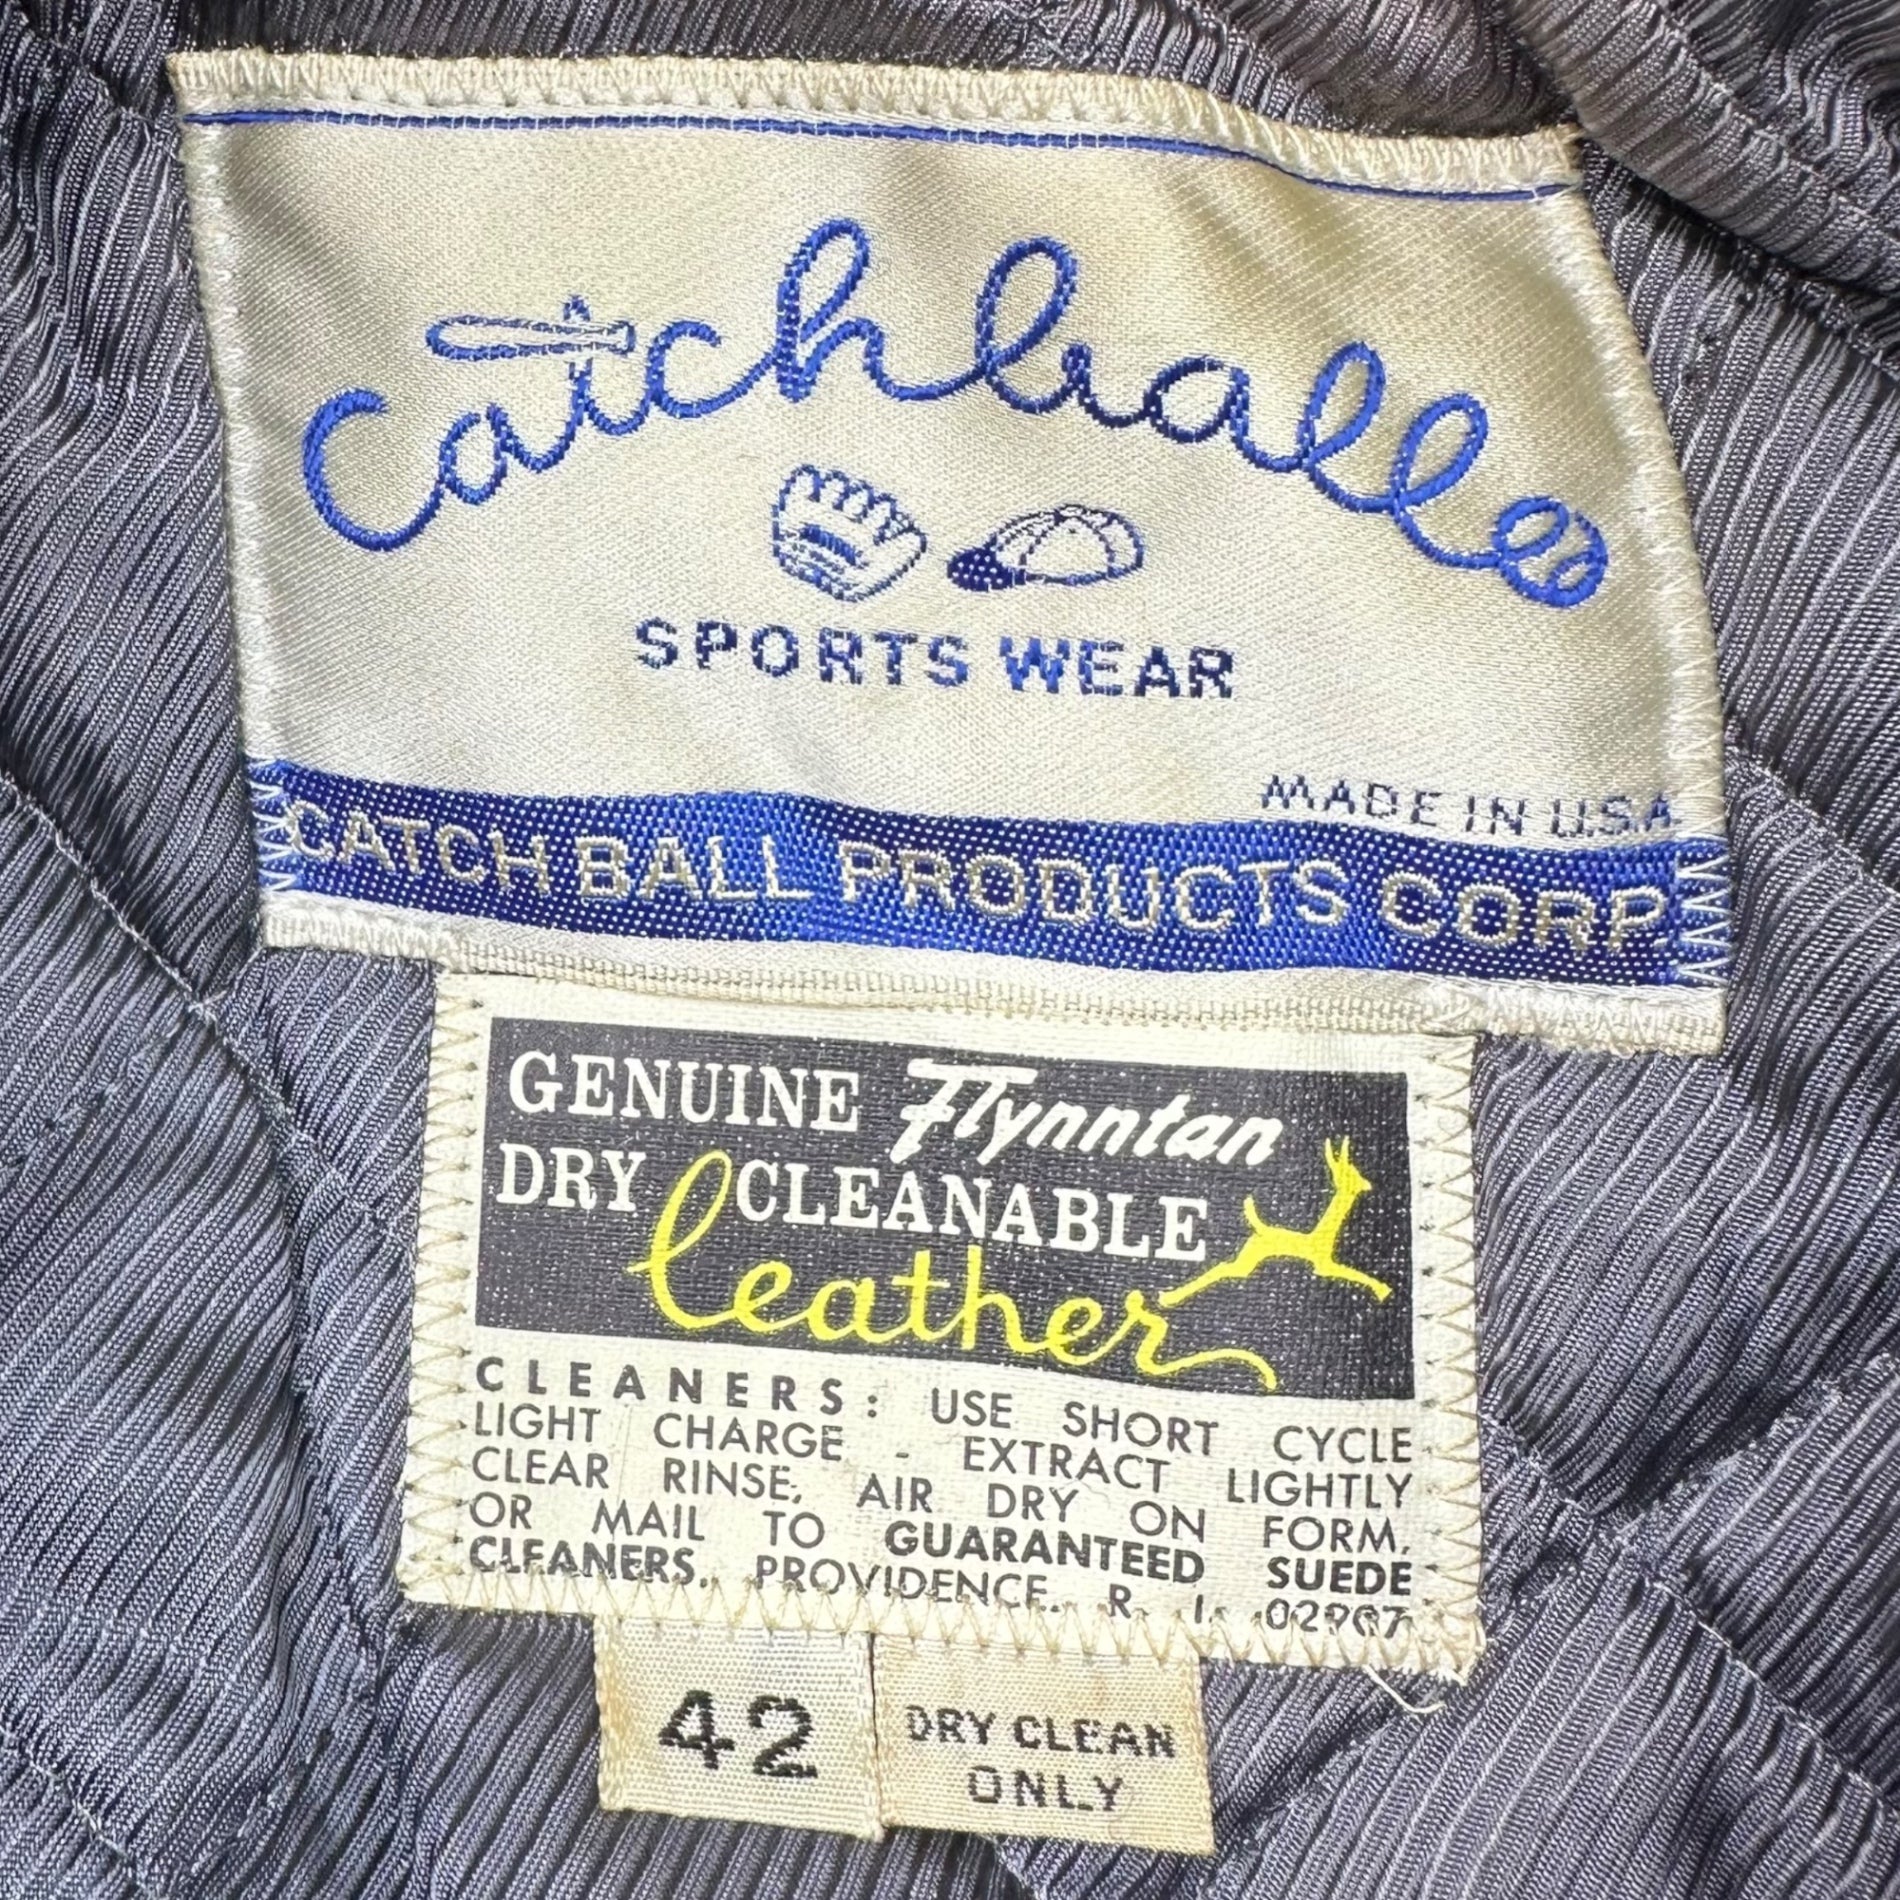 Catchball
SPORTS WEAR
MADE IN U.S.A.
CATCH BALL PRODUCTS CORP.
GENUINE Flynntan
DRY CLEANABLE
leather
CLEANERS: USE SHORT CYCLE
LIGHT CHARGE - EXTRACT LIGHTLY
CLEAR RINSE, AIR DRY ON FORM,
OR MAIL TO GUARANTEED SUEDE
CLEANERS, PROVIDENCE, R. I. 02907
42
DRY CLEAN
ONLY